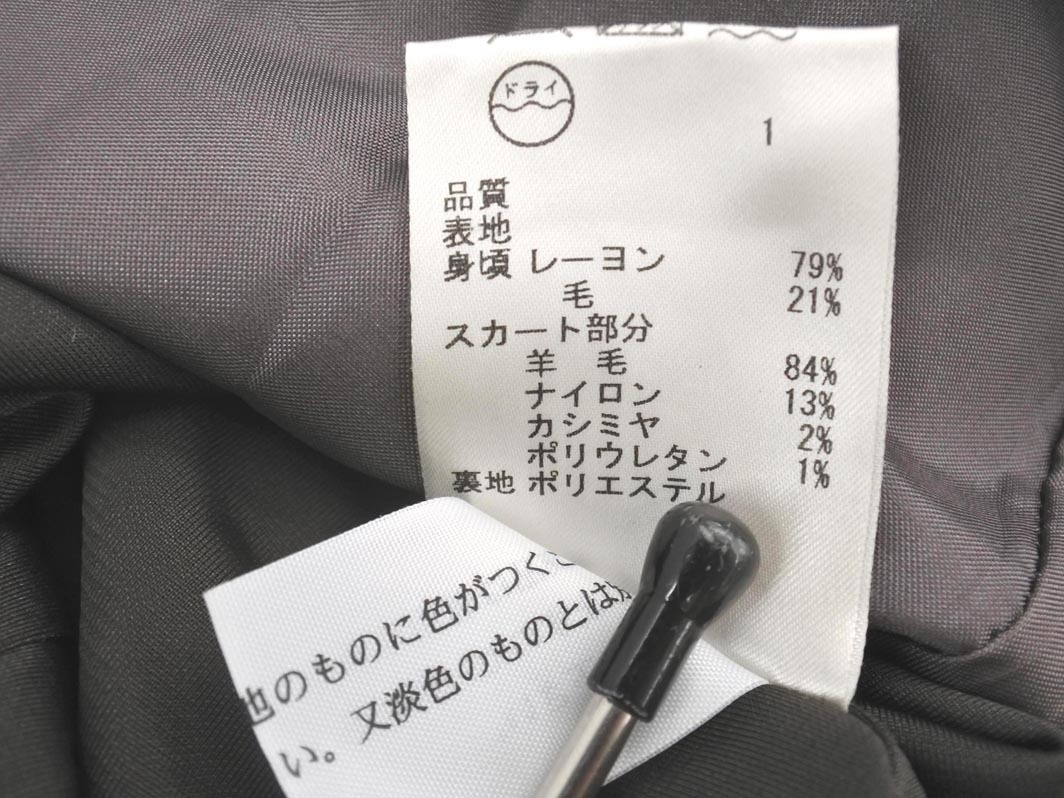 ドライ
1
品質
表地
身頃 レーヨン 79%
毛 21%
スカート部分
羊 毛 84%
ナイロン 13%
カシミヤ 2%
ポリウレタン 1%
裏地 ポリエステル
他のものに色がつくこ
い。又淡色のものとは